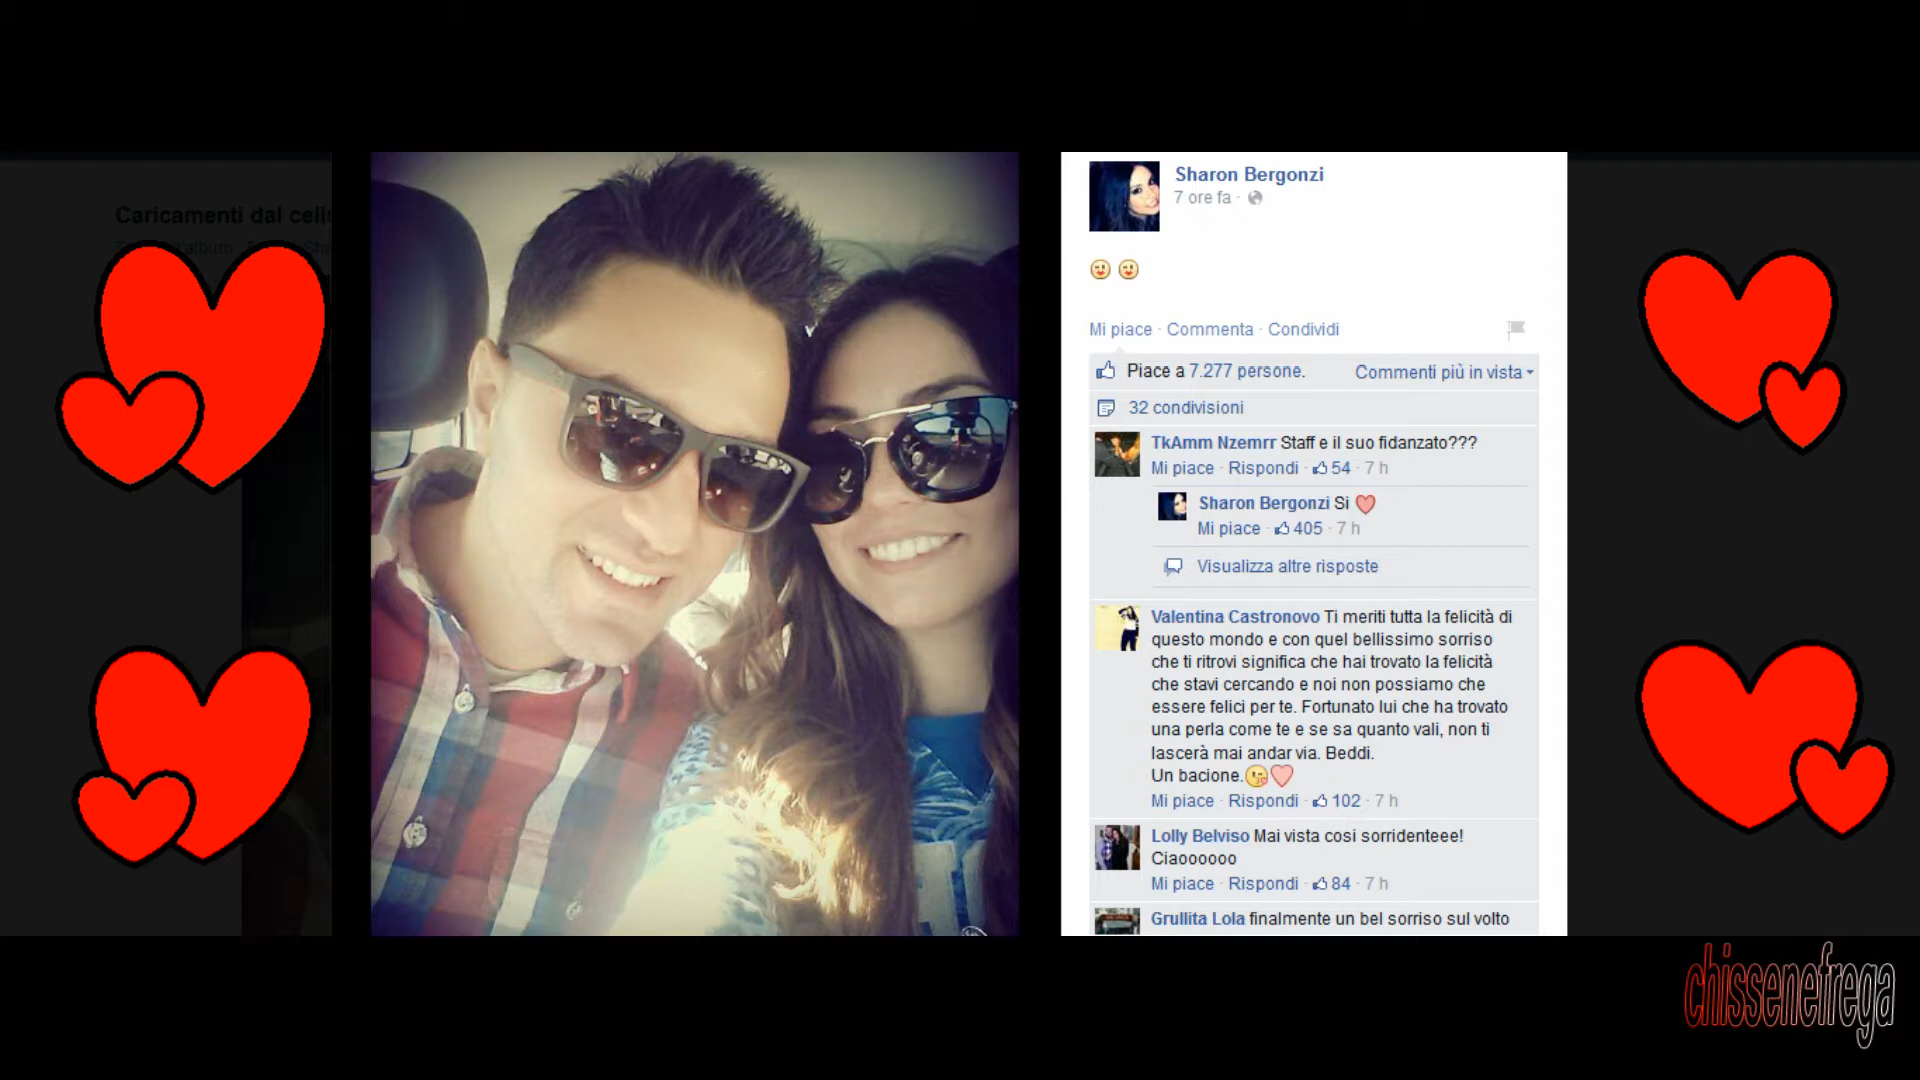 Caricamenti dal cell
Sharon Bergonzi
7 ore fa ·
Mi piace · Commenta · Condividi
Piace a 7.277 persone. Commenti più in vista
32 condivisioni
TkAmm Nzemrr Staff e il suo fidanzato???
Mi piace · Rispondi · 54 · 7 h
Sharon Bergonzi Si
Mi piace · 405 · 7 h
Visualizza altre risposte
Valentina Castronovo Ti meriti tutta la felicità di
questo mondo e con quel bellissimo sorriso
che ti ritrovi significa che hai trovato la felicità
che stavi cercando e noi non possiamo che
essere felici per te. Fortunato lui che ha trovato
una perla come te e se sa quanto vali, non ti
lascerà mai andar via. Beddi.
Un bacione.
Mi piace · Rispondi · 102 · 7 h
Lolly Belviso Mai vista cosi sorridenteee!
Ciaoooooo
Mi piace · Rispondi · 84 · 7 h
Grullita Lola finalmente un bel sorriso sul volto
chissenefrega